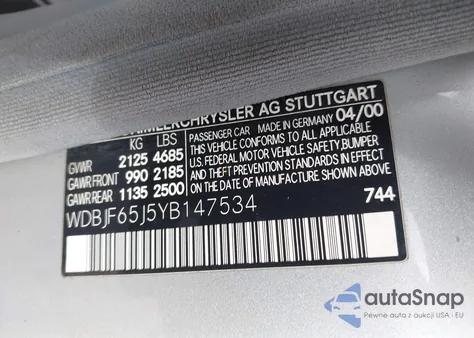 DAIMLERCHRYSLER AG STUTTGART
KG LBS
GVWR 2125 4685
GAWR FRONT 990 2185
GAWR REAR 1135 2500
MADE IN GERMANY 04/00
PASSENGER CAR
THIS VEHICLE CONFORMS TO ALL APPLICABLE
U.S. FEDERAL MOTOR VEHICLE SAFETY, BUMPER
AND THEFT PREVENTION STANDARDS IN EFFECT
ON THE DATE OF MANUFACTURE SHOWN ABOVE.
WDBJF65J5YB147534
744
autaSnap
Pewne auta z aukcji USA i EU